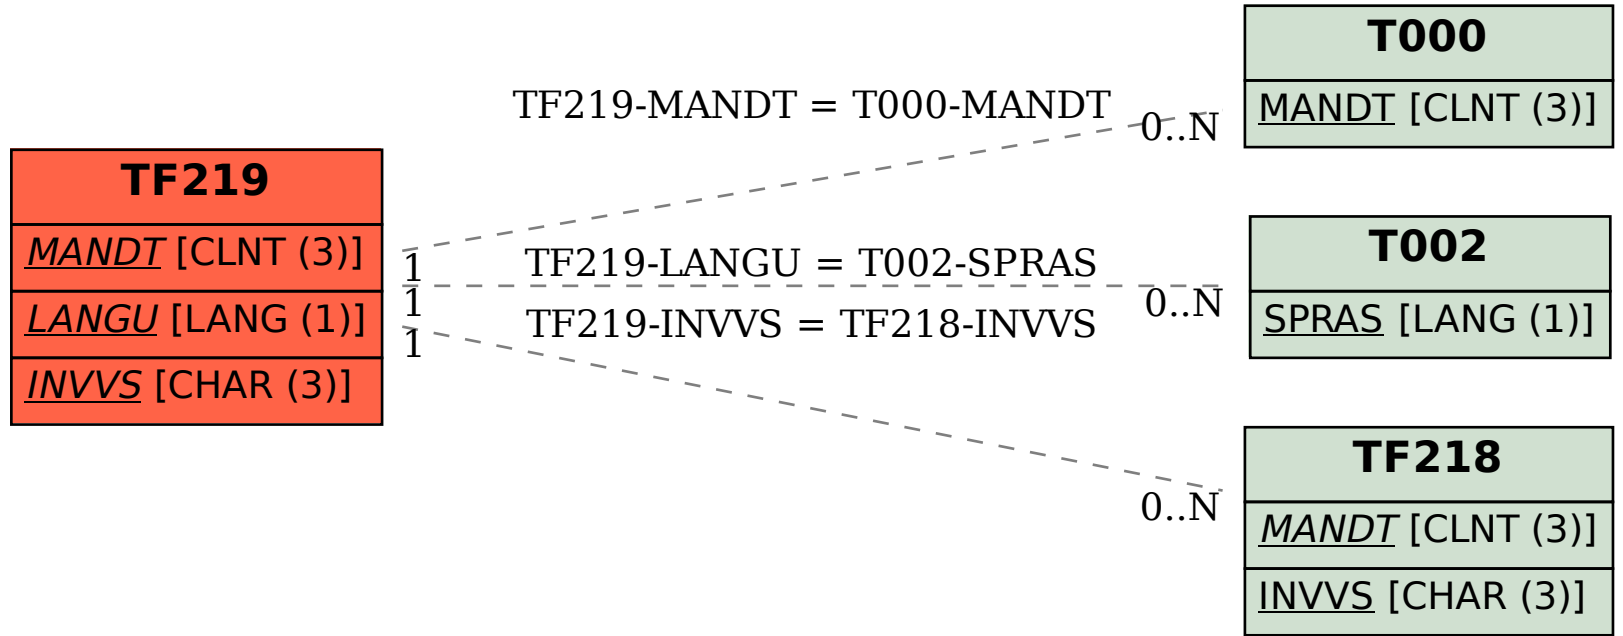 TF219
MANDT [CLNT (3)]
LANGU [LANG (1)]
INVVS [CHAR (3)]
TF219-MANDT = T000-MANDT
0..N
1
TF219-LANGU = T002-SPRAS
0..N
1
TF219-INVVS = TF218-INVVS
0..N
1
T000
MANDT [CLNT (3)]
T002
SPRAS [LANG (1)]
TF218
MANDT [CLNT (3)]
INVVS [CHAR (3)]